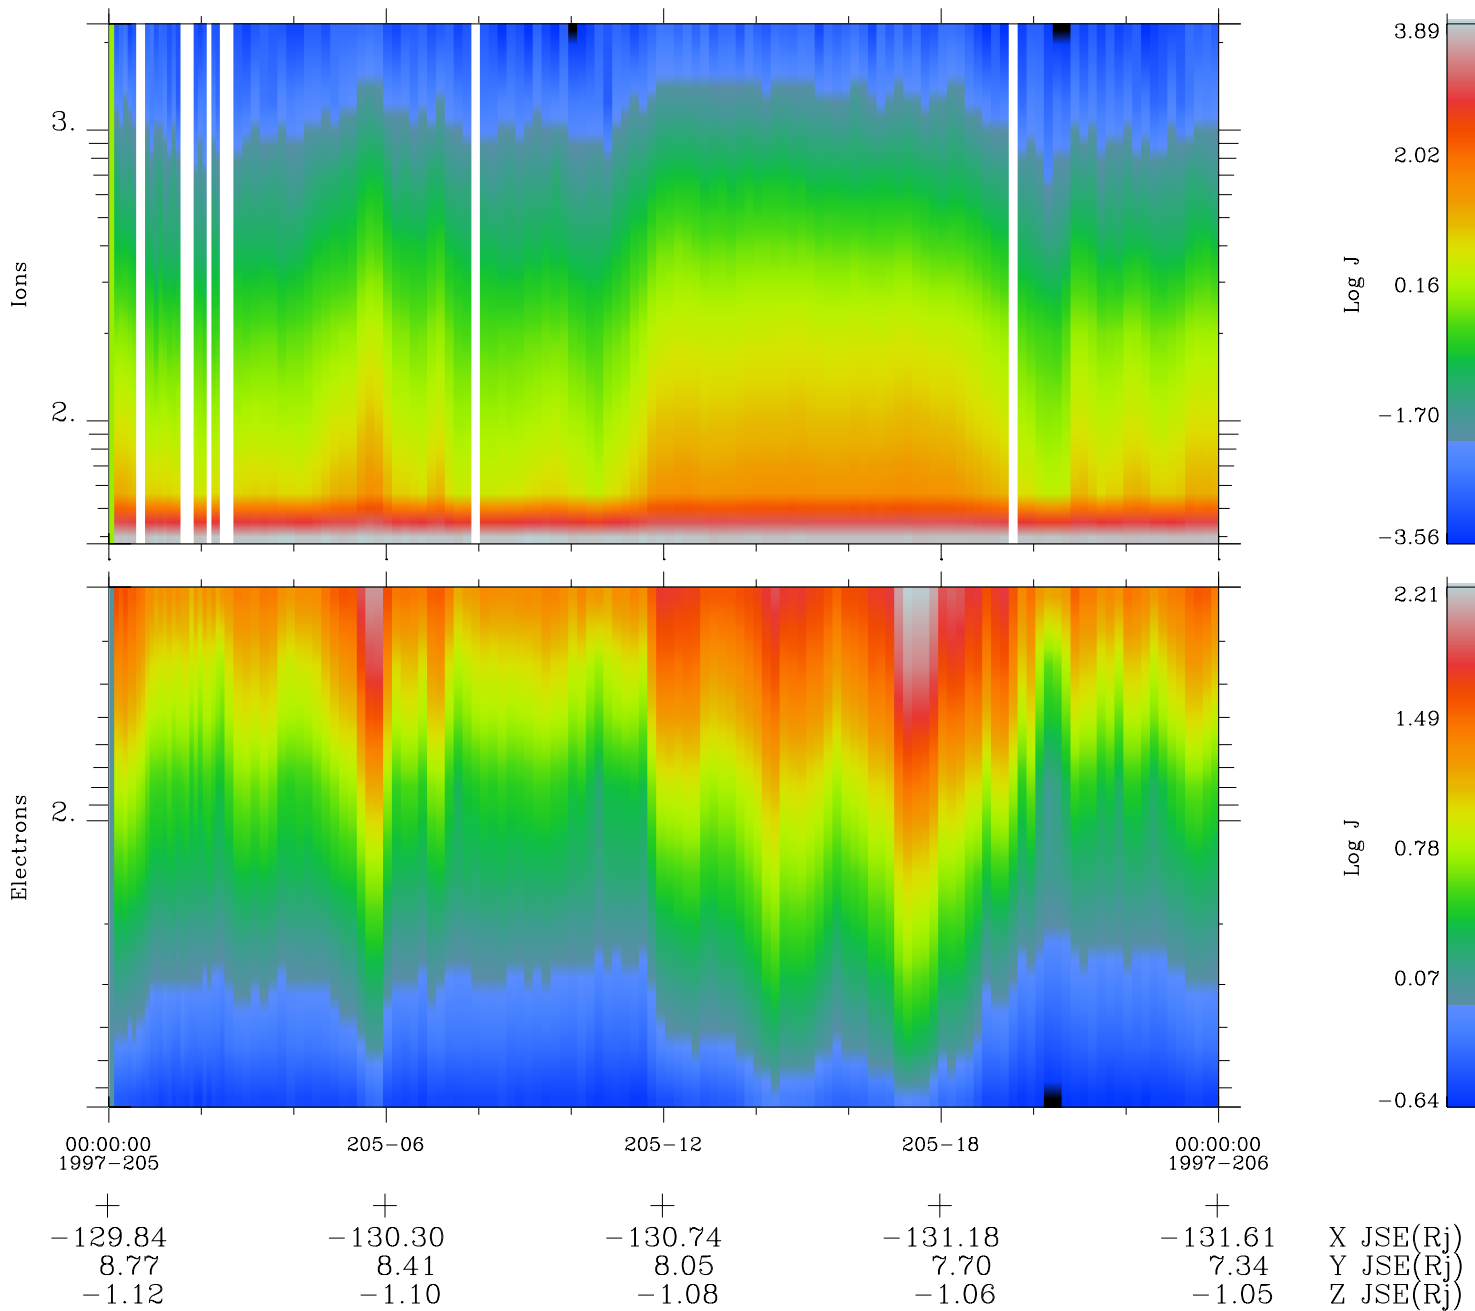 3.89
3.
2.02
Ions
Log J
0.16
2.
-1.70
-3.56
2.21
1.49
2.
Electrons
Log J
0.78
0.07
-0.64
00:00:00 205-06 205-12 205-18 00:00:00
1997-205 1997-206
-129.84 -130.30 -130.74 -131.18 -131.61 X JSE(Rj)
8.77 8.41 8.05 7.70 7.34 Y JSE(Rj)
-1.12 -1.10 -1.08 -1.06 -1.05 Z JSE(Rj)